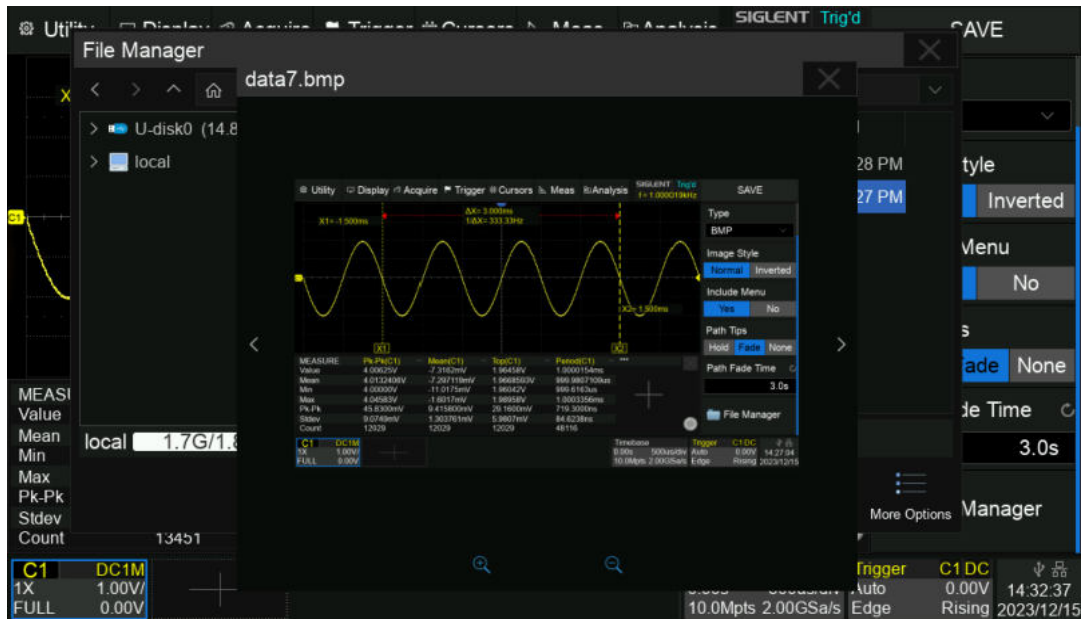 Utility Display Acquire Trigger Cursors Meas Analysis SIGLENT Trig'd SAVE
File Manager
data7.bmp
U-disk0 (14.8
local
28 PM
27 PM
tyle
Inverted
Menu
No
s
ade None
de Time
3.0s
Manager
More Options
local 1.7G/1.8
Utility Display Acquire Trigger Cursors Meas Analysis SIGLENT Trig'd SAVE
f = 1.000019kHz
X1= -1.500ms
ΔX= 3.000ms
1/ΔX= 333.33Hz
X2= 1.500ms
X1 X2
Type
BMP
Image Style
Normal Inverted
Include Menu
Yes No
Path Tips
Hold Fade None
Path Fade Time
3.0s
File Manager
MEASURE Pk-Pk(C1) Mean(C1) Top(C1) Period(C1)
Value 4.00625V -7.3162mV 1.96458V 1.0000154ms
Mean 4.0132408V -7.297119mV 1.9668593V 999.9807109us
Min 4.00000V -11.0175mV 1.96042V 999.6163us
Max 4.04583V -1.6017mV 1.98958V 1.0003356ms
Pk-Pk 45.8300mV 9.415800mV 29.1600mV 719.3000ns
Stdev 9.0749mV 1.303761mV 5.9607mV 84.6238ns
Count 12029 12029 12029 48116
C1 DC1M
1X 1.00V/
FULL 0.00V
Timebase
0.00s 500us/div
10.0Mpts 2.00GSa/s
Trigger C1 DC
Auto 0.00V
Edge Rising
14:27:04
2023/12/15
C1
MEASU
Value
Mean
Min
Max
Pk-Pk
Stdev
Count 13451
C1 DC1M
1X 1.00V/
FULL 0.00V
10.0Mpts 2.00GSa/s
Trigger C1 DC
Auto 0.00V
Edge Rising
14:32:37
2023/12/15